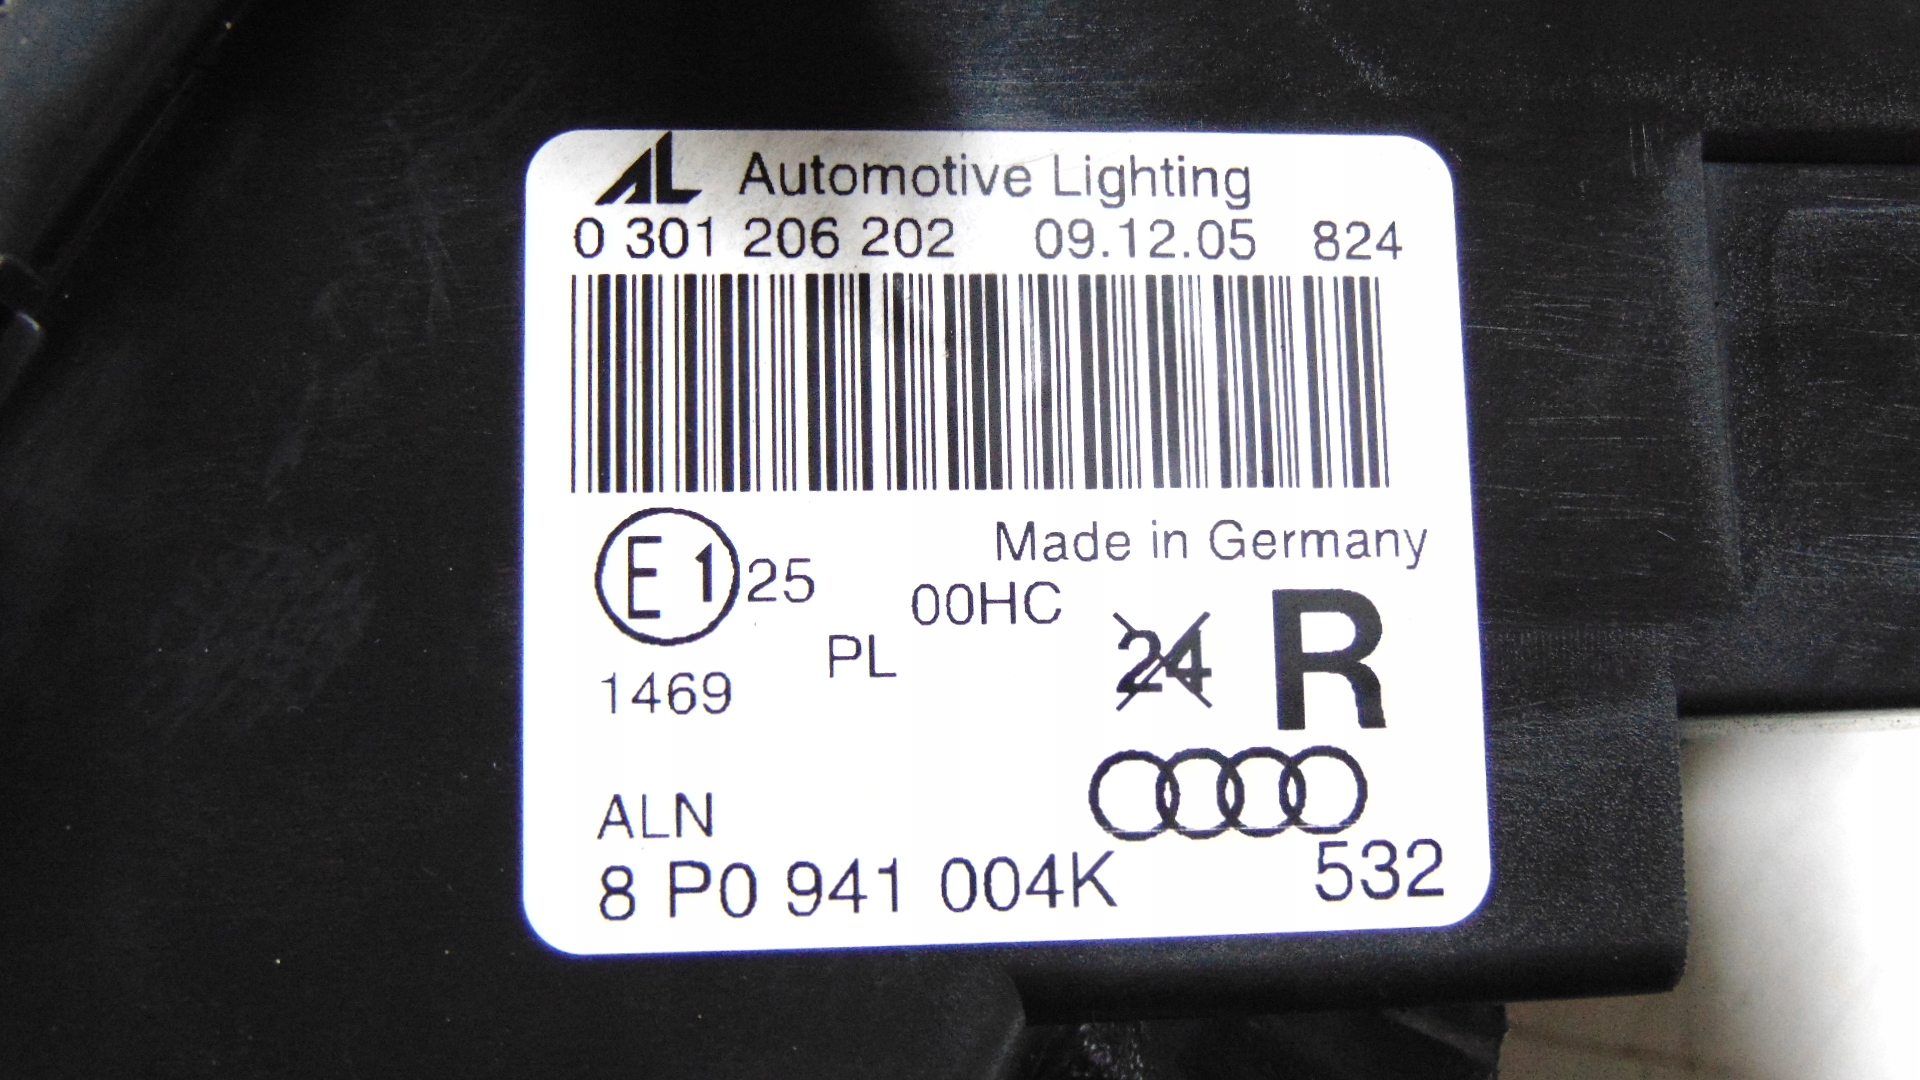 AL Automotive Lighting
0 301 206 202 09.12.05 824
Made in Germany
E1 25
00HC
PL
24 R
1469
ALN
8 P0 941 004K 532